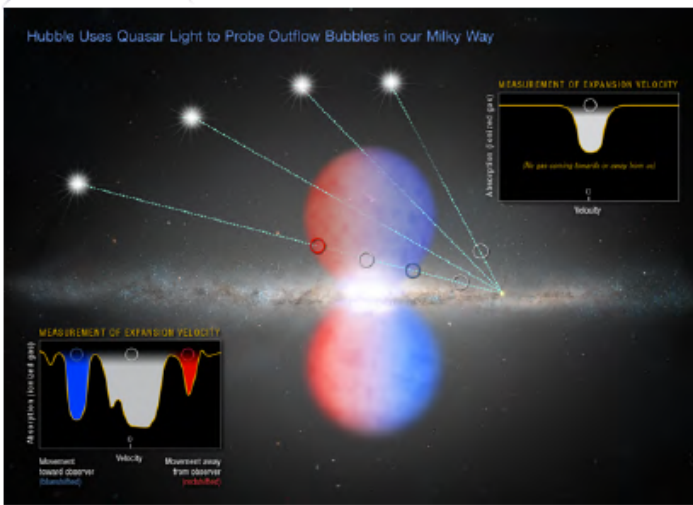 Hubble Uses Quasar Light to Probe Outflow Bubbles in our Milky Way
MEASUREMENT OF EXPANSION VELOCITY
Absorption (ionized gas)
(No gas coming towards or away from us)
0
Velocity
MEASUREMENT OF EXPANSION VELOCITY
Absorption (ionized gas)
0
Velocity
Movement
toward observer
(blueshifted)
Movement away
from observer
(redshifted)